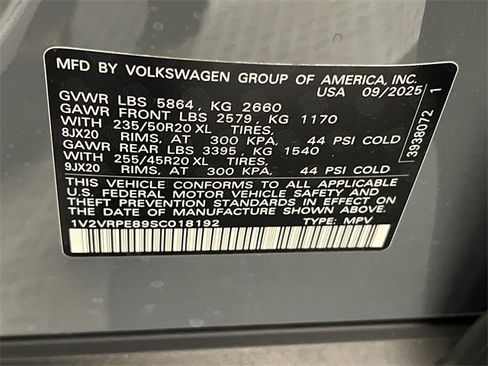 MFD BY VOLKSWAGEN GROUP OF AMERICA, INC.
USA 09/2025
GVWR LBS 5864 , KG 2660
GAWR FRONT LBS 2579 , KG 1170
WITH 235/50R20 XL TIRES,
8JX20 RIMS, AT 300 KPA, 44 PSI COLD
GAWR REAR LBS 3395 , KG 1540
WITH 255/45R20 XL TIRES,
9JX20 RIMS, AT 300 KPA, 44 PSI COLD
THIS VEHICLE CONFORMS TO ALL APPLICABLE
U.S. FEDERAL MOTOR VEHICLE SAFETY AND
THEFT PREVENTION STANDARDS IN EFFECT ON
THE DATE OF MANUFACTURE SHOWN ABOVE.
1V2VRPE89SC018192 TYPE: MPV
3938072 1